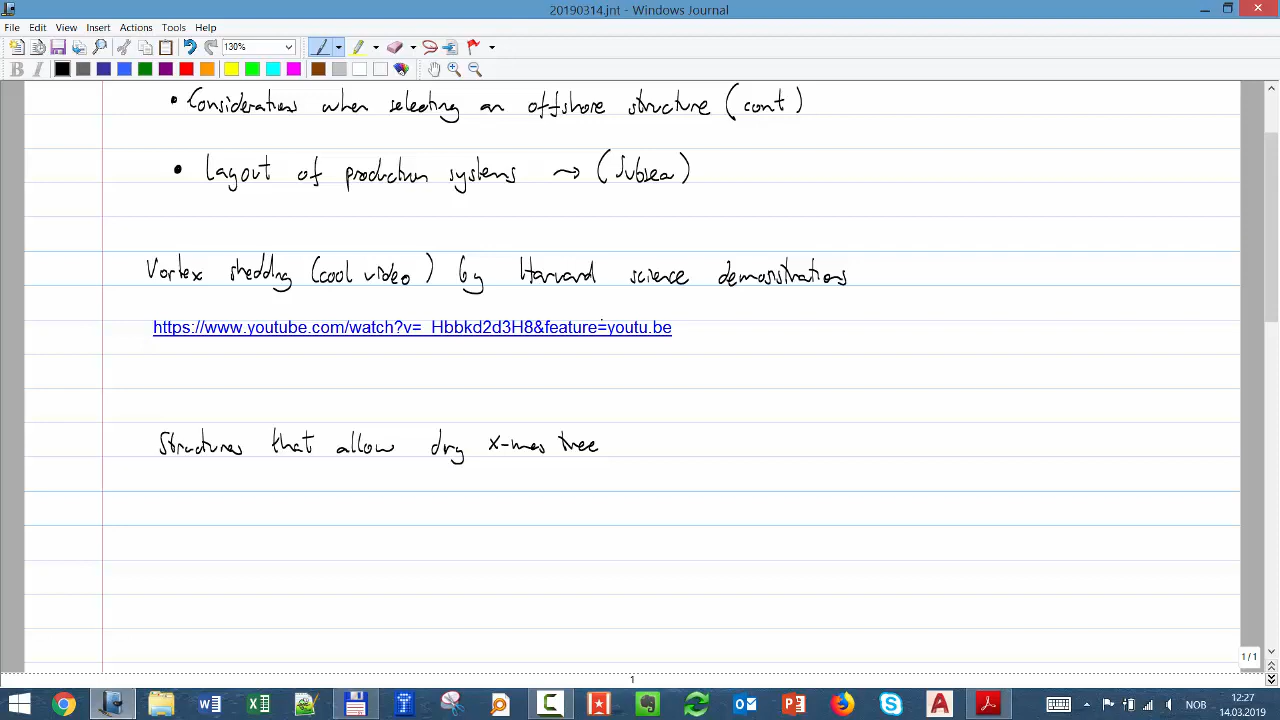 20190314.jnt - Windows Journal
File Edit View Insert Actions Tools Help
130%
B I
• Considerations when selecting an offshore structure (cont)
• Layout of production systems → (Subsea)
Vortex shedding (cool video) by Harvard science demonstrations
https://www.youtube.com/watch?v=_Hbbkd2d3H8&feature=youtu.be
Structures that allow dry x-mas tree
1/1
1
NOB
12:27
14.03.2019